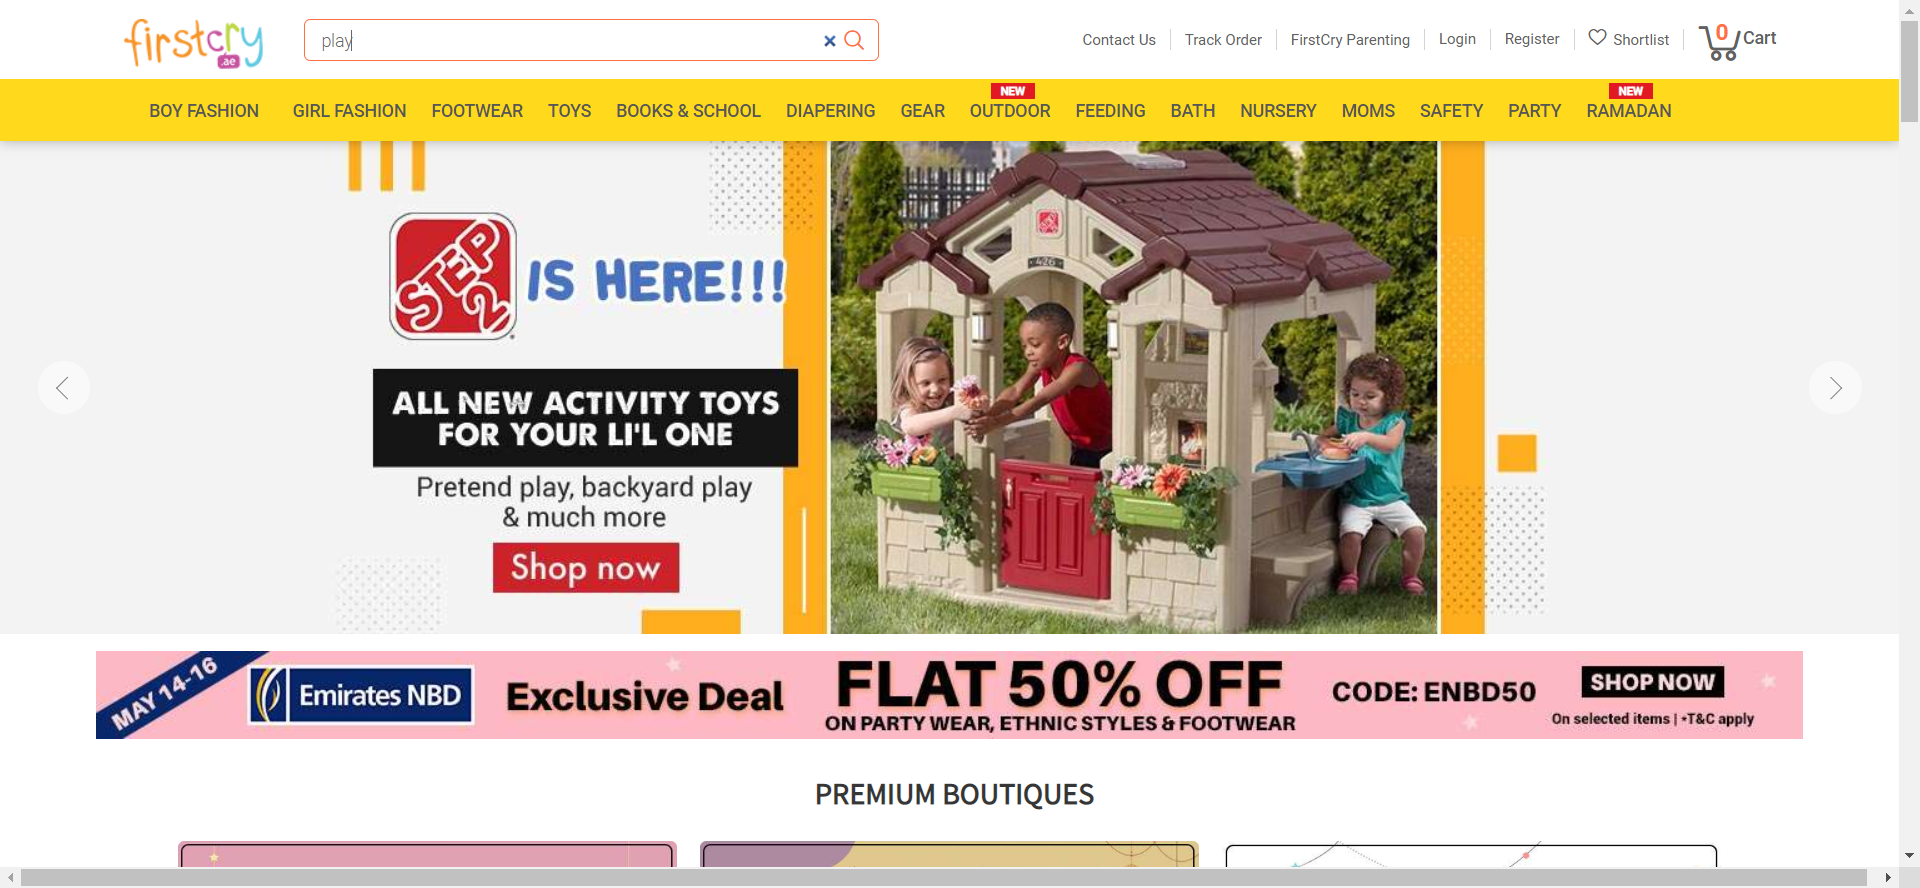 firstcry
.ae
play
Contact Us
Track Order
FirstCry Parenting
Login
Register
Shortlist
0
Cart
BOY FASHION
GIRL FASHION
FOOTWEAR
TOYS
BOOKS & SCHOOL
DIAPERING
GEAR
NEW
OUTDOOR
FEEDING
BATH
NURSERY
MOMS
SAFETY
PARTY
NEW
RAMADAN
STEP2
IS HERE!!!
ALL NEW ACTIVITY TOYS
FOR YOUR LI'L ONE
Pretend play, backyard play
& much more
Shop now
426
MAY 14-16
Emirates NBD
Exclusive Deal
FLAT 50% OFF
ON PARTY WEAR, ETHNIC STYLES & FOOTWEAR
CODE: ENBD50
SHOP NOW
On selected items | *T&C apply
PREMIUM BOUTIQUES